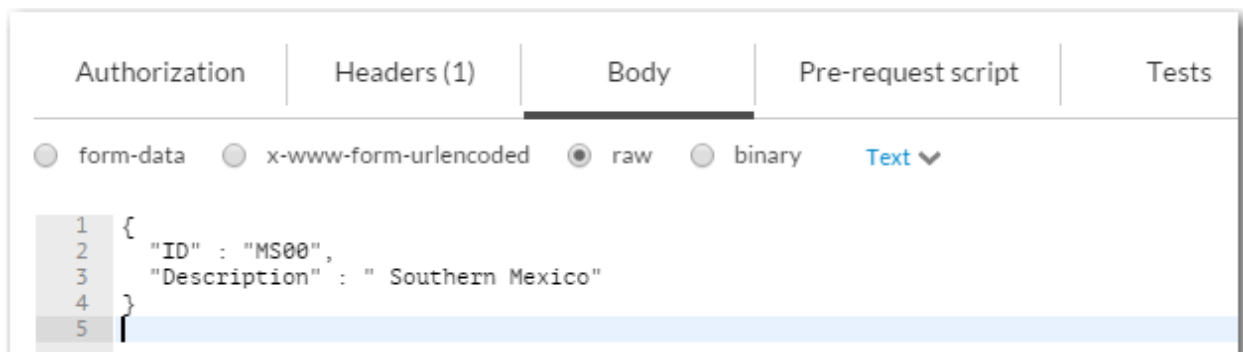 Authorization Headers (1) Body Pre-request script Tests
form-data x-www-form-urlencoded raw binary Text
1 {
2 "ID" : "MS00",
3 "Description" : " Southern Mexico"
4 }
5